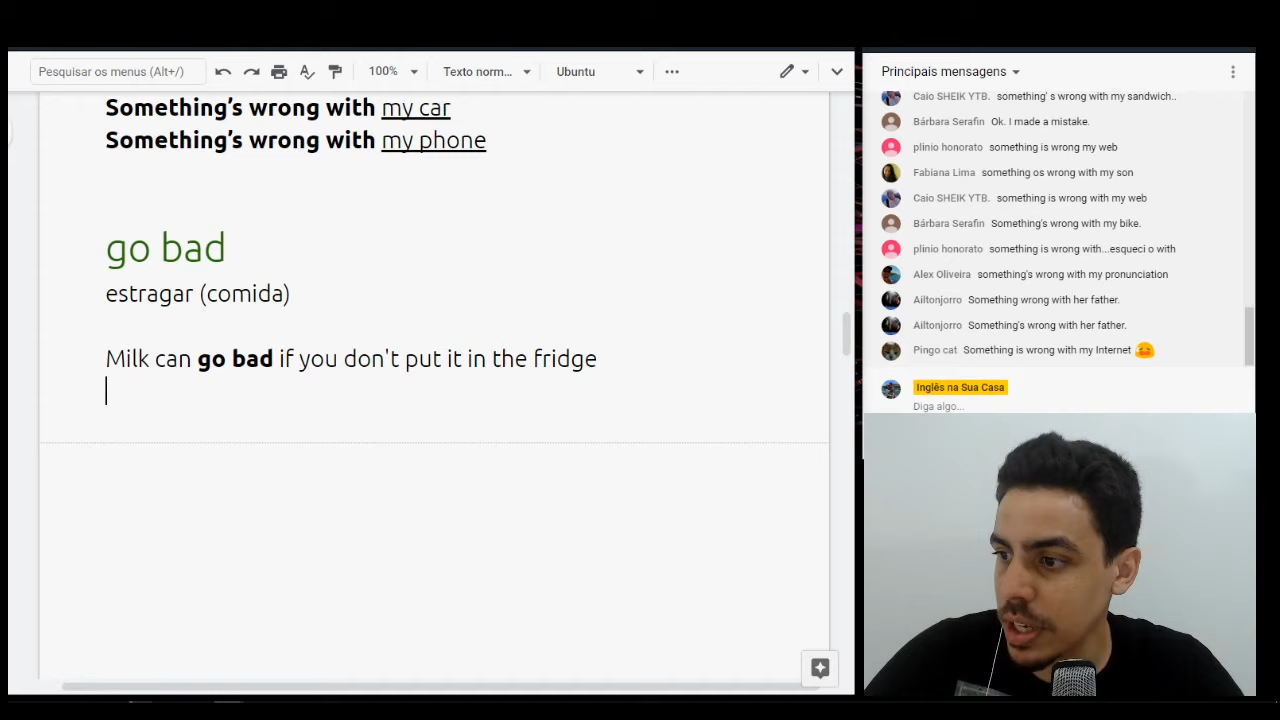 Pesquisar os menus (Alt+/)
100%
Texto norm...
Ubuntu
Something's wrong with my car
Something's wrong with my phone
go bad
estragar (comida)
Milk can go bad if you don't put it in the fridge
Principais mensagens
Caio SHEIK YTB. something' s wrong with my sandwich..
Bárbara Serafin Ok. I made a mistake.
plinio honorato something is wrong my web
Fabiana Lima something os wrong with my son
Caio SHEIK YTB. something is wrong with my web
Bárbara Serafin Something's wrong with my bike.
plinio honorato something is wrong with...esqueci o with
Alex Oliveira something's wrong with my pronunciation
Ailtonjorro Something wrong with her father.
Ailtonjorro Something's wrong with her father.
Pingo cat Something is wrong with my Internet
Inglês na Sua Casa
Diga algo...